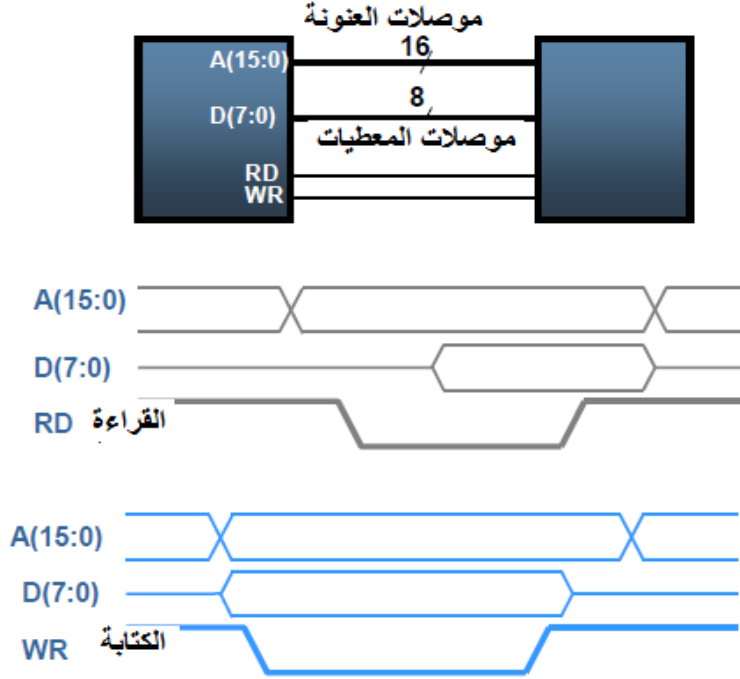 موصلات العنونة
A(15:0) 16
D(7:0) 8
موصلات المعطيات
RD
WR
A(15:0)
D(7:0)
RD القراءة
A(15:0)
D(7:0)
WR الكتابة